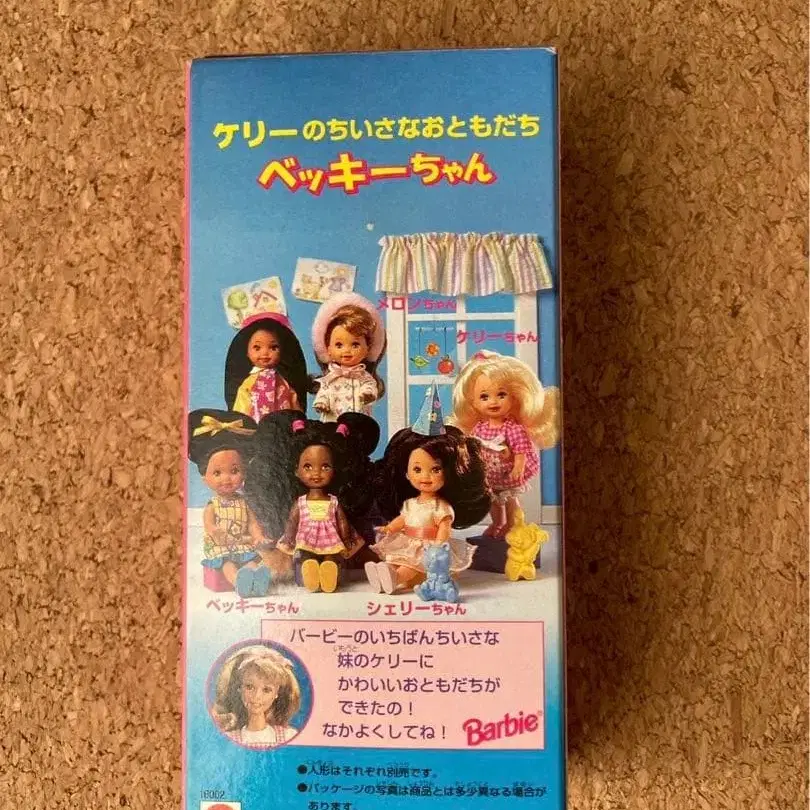 ケリーのちいさなおともだち
ベッキーちゃん
メロンちゃん
ケリーちゃん
ベッキーちゃん
シェリーちゃん
バービーのいちばんちいさな
妹のケリーに
かわいいおともだちが
できたの!
なかよくしてね!
Barbie
●人形はそれぞれ別売です。
●パッケージの写真は商品とは多少異なる場合が
あります。
16002